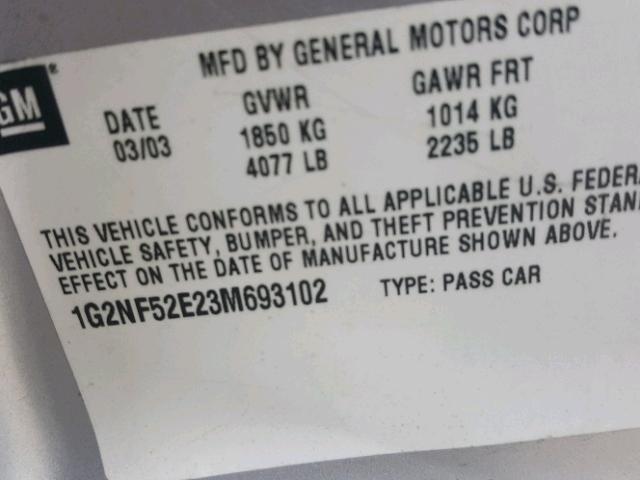 GM®
MFD BY GENERAL MOTORS CORP
DATE GVWR GAWR FRT
03/03 1850 KG 1014 KG
4077 LB 2235 LB
THIS VEHICLE CONFORMS TO ALL APPLICABLE U.S. FEDERA
VEHICLE SAFETY, BUMPER, AND THEFT PREVENTION STAN
EFFECT ON THE DATE OF MANUFACTURE SHOWN ABOVE.
1G2NF52E23M693102 TYPE: PASS CAR